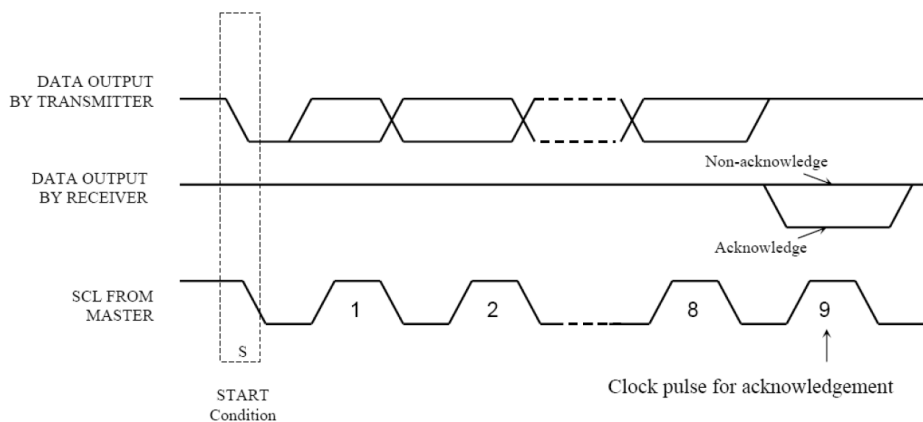 DATA OUTPUT
BY TRANSMITTER
Non-acknowledge
DATA OUTPUT
BY RECEIVER
Acknowledge
SCL FROM
MASTER
1
2
8
9
S
START
Condition
Clock pulse for acknowledgement